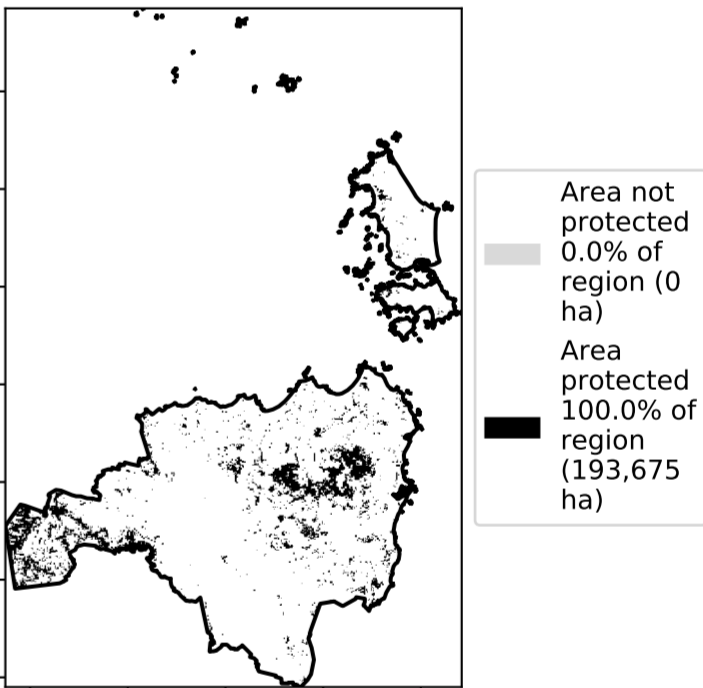 Area not
protected
0.0% of
region (0
ha)
Area
protected
100.0% of
region
(193,675
ha)